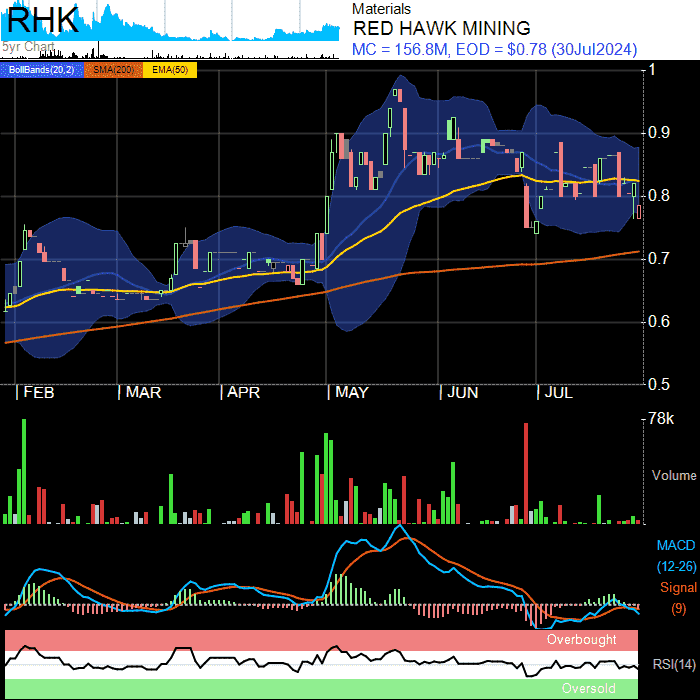 RHK
5yr Chart
Materials
RED HAWK MINING
MC = 156.8M, EOD = $0.78 (30Jul2024)
BollBands(20,2) SMA(200) EMA(50)
1
0.9
0.8
0.7
0.6
0.5
FEB MAR APR MAY JUN JUL
78k
Volume
MACD
(12-26)
Signal
(9)
Overbought
RSI(14)
Oversold